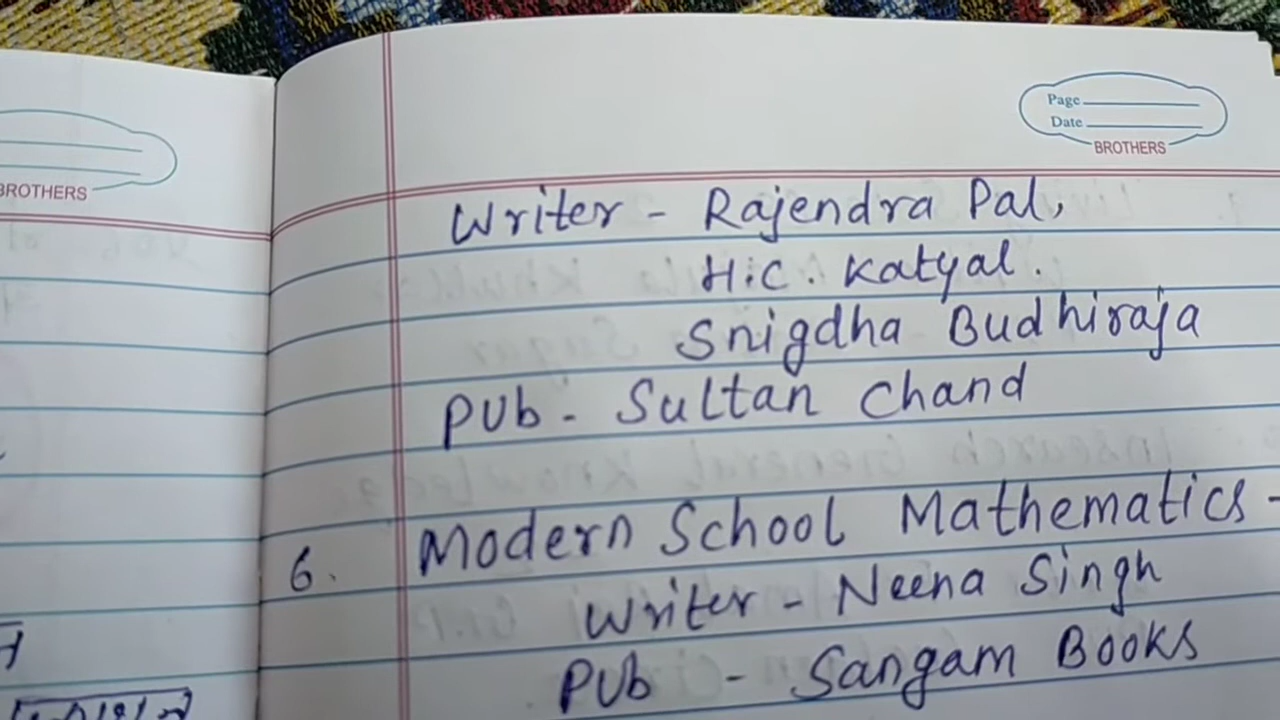 BROTHERS
Page
Date
BROTHERS
Writer - Rajendra Pal,
H.C. Katyal.
Snigdha Budhiraja
Pub - Sultan Chand
6. Modern School Mathematics -
Writer - Neena Singh
Pub - Sangam Books